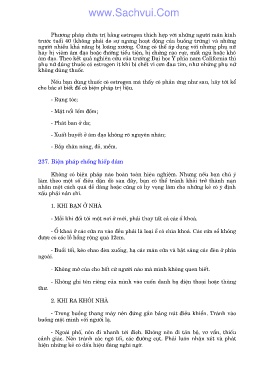 www.Sachvui.Com
Phương pháp chữa trị bằng estrogen thích hợp với những người mãn kinh
trước tuổi 40 (không phải do sự ngưng hoạt động của buồng trứng) và những
người nhiều khả năng bị loãng xương. Cũng có thể áp dụng với những phụ nữ
hay bị viêm âm đạo hoặc đường tiểu tiện, bị chứng rạo rực, mất ngủ hoặc khô
âm đạo. Theo kết quả nghiên cứu của trường Đại học Y phía nam California thì
phụ nữ dùng thuốc có estrogen ít khi bị chết vì cơn đau tim, như những phụ nữ
không dùng thuốc.
Nếu bạn dùng thuốc có estrogen mà thấy có phản ứng như sau, hãy tới kể
cho bác sĩ biết để có biện pháp trị liệu.
- Rụng tóc;
- Mặt nổi tấm đêm;
- Phát ban ở da;
- Xuất huyết ở âm đạo không rõ nguyên nhân;
- Bắp chân nóng, đỏ, mềm.
237. Biện pháp chống hiếp dâm
Không có biện pháp nào hoàn toàn hiệu nghiệm. Nhưng nếu bạn chú ý
làm theo một số điều dặn dò sau đây, bạn có thể tránh khỏi trở thành nạn
nhân một cách quá dễ dàng hoặc cũng có hy vọng làm cho những kẻ có ý định
xấu phải nản chí.
1. KHI BẠN Ở NHÀ
- Mỗi khi dời tới một nơi ở mới, phải thay tất cả các ổ khoá.
- Ổ khoá ở các cửa ra vào đều phải là loại ổ có chìa khoá. Các cửa sổ không
được có các lỗ hổng rộng quá 12cm.
- Buổi tối, kéo chao đèn xuống, hạ các màn cửa và bật sáng các đèn ở phía
ngoài.
- Không mở cửa cho bất cứ người nào mà mình không quen biết.
- Không ghi tên riêng của mình vào cuốn danh bạ điện thoại hoặc thùng
thư.
2. KHI RA KHỎI NHÀ
- Trong buồng thang máy nên đứng gần bảng nút điều khiển. Tránh vào
buồng một mình với người lạ.
- Ngoài phố, nên đi nhanh tới đích. Không nên đi tản bộ, vơ vẩn, thiếu
cảnh giác. Nên tránh các ngõ tối, các đường cụt. Phải luôn nhận xét và phát
hiện những kẻ có dấu hiệu đáng nghi ngờ.